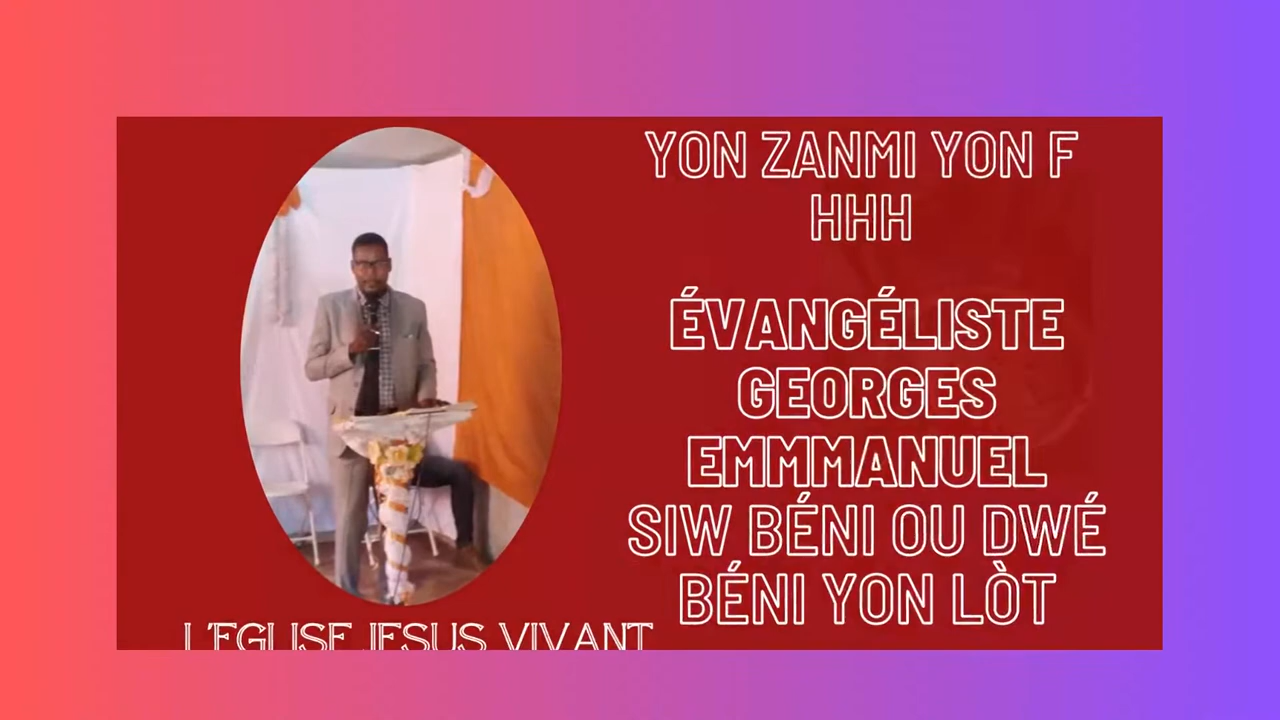 YON ZANMI YON F
HHH
ÉVANGÉLISTE
GEORGES
EMMMANUEL
SIW BÉNI OU DWÉ
BÉNI YON LÒT
L'EGLISE JESUS VIVANT